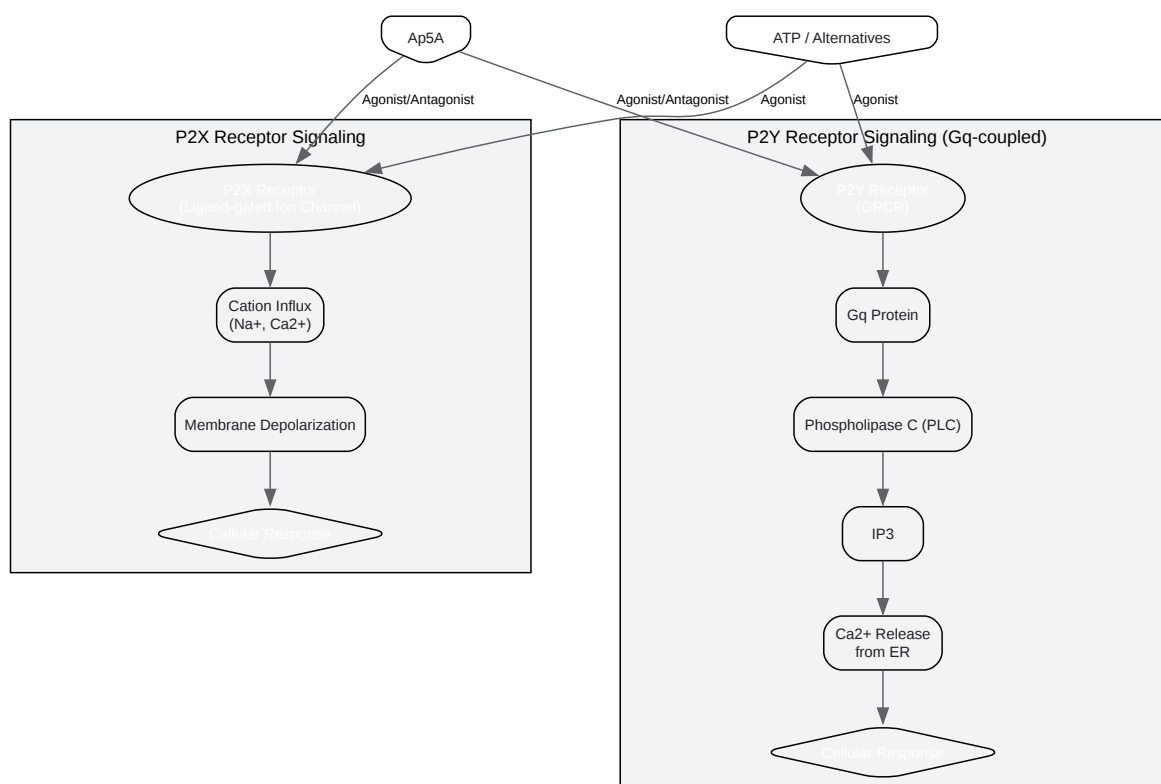 Ap5A
ATP / Alternatives
Agonist/Antagonist
Agonist/Antagonist
Agonist
Agonist
P2X Receptor Signaling
P2X Receptor
(Ligand-gated Ion Channel)
Cation Influx
(Na+, Ca2+)
Membrane Depolarization
Cellular Response
P2Y Receptor Signaling (Gq-coupled)
P2Y Receptor
(GPCR)
Gq Protein
Phospholipase C (PLC)
IP3
Ca2+ Release
from ER
Cellular Response